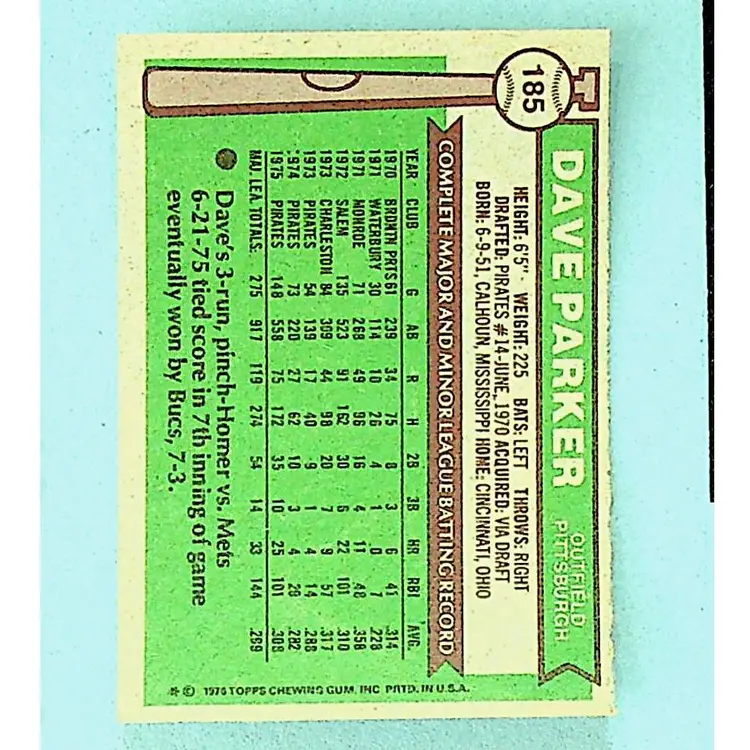 185
DAVE PARKER
OUTFIELD
PITTSBURGH
HEIGHT: 6'5" WEIGHT: 225 BATS: LEFT THROWS: RIGHT
DRAFTED: PIRATES #14-JUNE, 1970 ACQUIRED: VIA DRAFT
BORN: 6-9-51, CALHOUN, MISSISSIPPI HOME: CINCINNATI, OHIO
COMPLETE MAJOR AND MINOR LEAGUE BATTING RECORD
YEAR CLUB G AB R H 2B 3B HR RBI AVG.
1970 BRDNTN PRTS 61 239 34 75 8 3 6 41 .314
1971 WATERBURY 30 114 10 26 4 1 0 7 .228
1971 MONROE 71 268 49 96 16 4 11 48 .358
1972 SALEM 135 523 91 162 30 6 22 101 .310
1973 CHARLESTON 84 309 44 98 20 7 9 57 .317
1973 PIRATES 54 139 17 40 9 1 4 14 .288
1974 PIRATES 73 220 27 62 10 3 4 29 .282
1975 PIRATES 148 558 75 172 35 10 25 101 .308
MAJ. LEA. TOTALS. 275 917 119 274 54 14 33 144 .299
Dave's 3-run, pinch-Homer vs. Mets
6-21-75 tied score in 7th inning of game
eventually won by Bucs, 7-3.
* © 1976 TOPPS CHEWING GUM, INC PRTD. IN U.S.A.